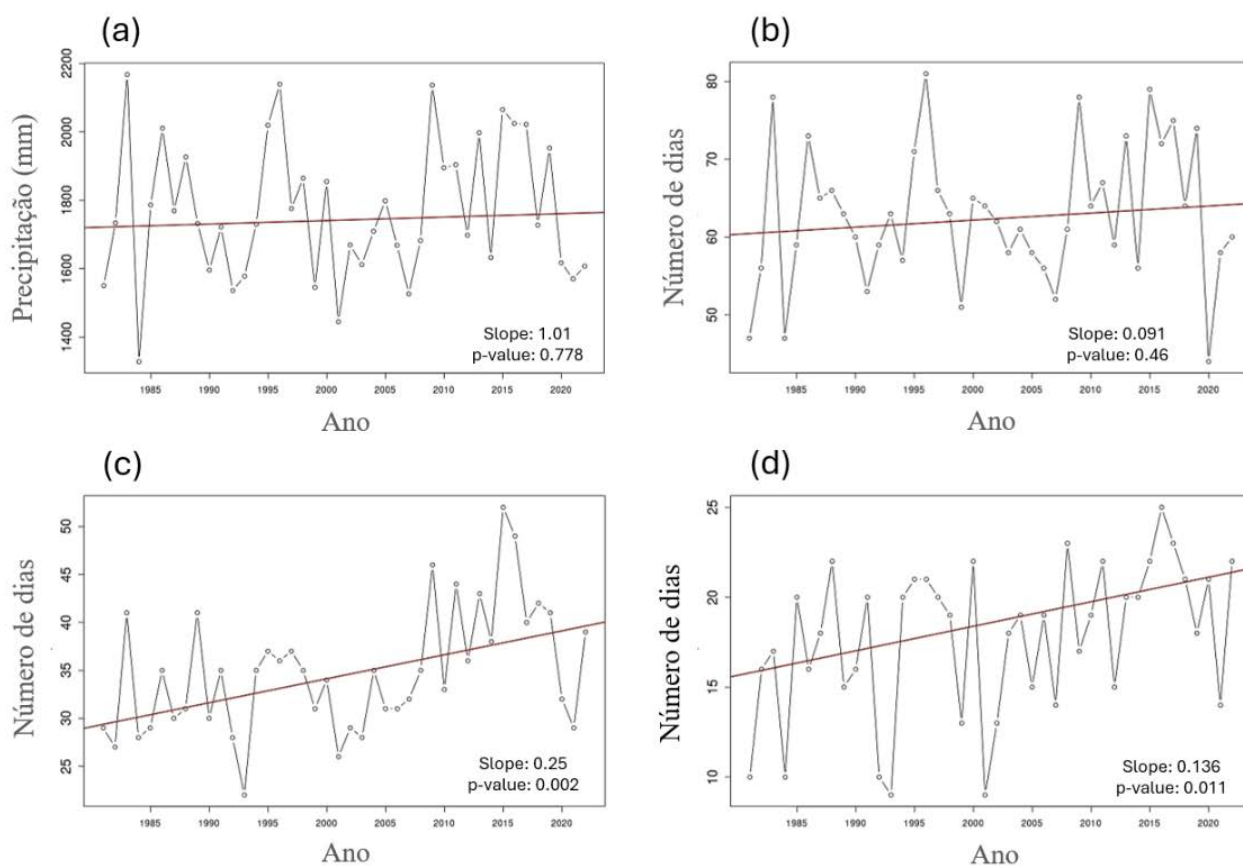 (a)
Precipitação (mm)
2200
2000
1800
1600
1400
Slope: 1.01
p-value: 0.778
1985 1990 1995 2000 2005 2010 2015 2020
Ano
(b)
Número de dias
80
70
60
50
Slope: 0.091
p-value: 0.46
1985 1990 1995 2000 2005 2010 2015 2020
Ano
(c)
Número de dias
50
45
40
35
30
25
Slope: 0.25
p-value: 0.002
1985 1990 1995 2000 2005 2010 2015 2020
Ano
(d)
Número de dias
25
20
15
10
Slope: 0.136
p-value: 0.011
1985 1990 1995 2000 2005 2010 2015 2020
Ano